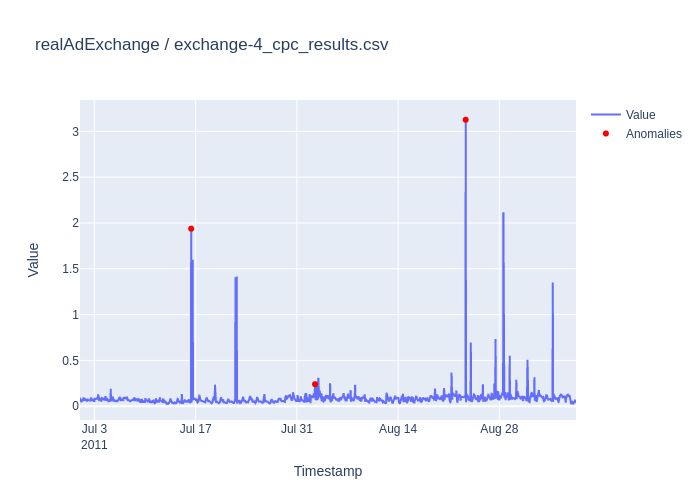 realAdExchange / exchange-4_cpc_results.csv
Value
Anomalies
3
2.5
2
1.5
1
0.5
0
Value
Jul 3
2011
Jul 17
Jul 31
Aug 14
Aug 28
Timestamp